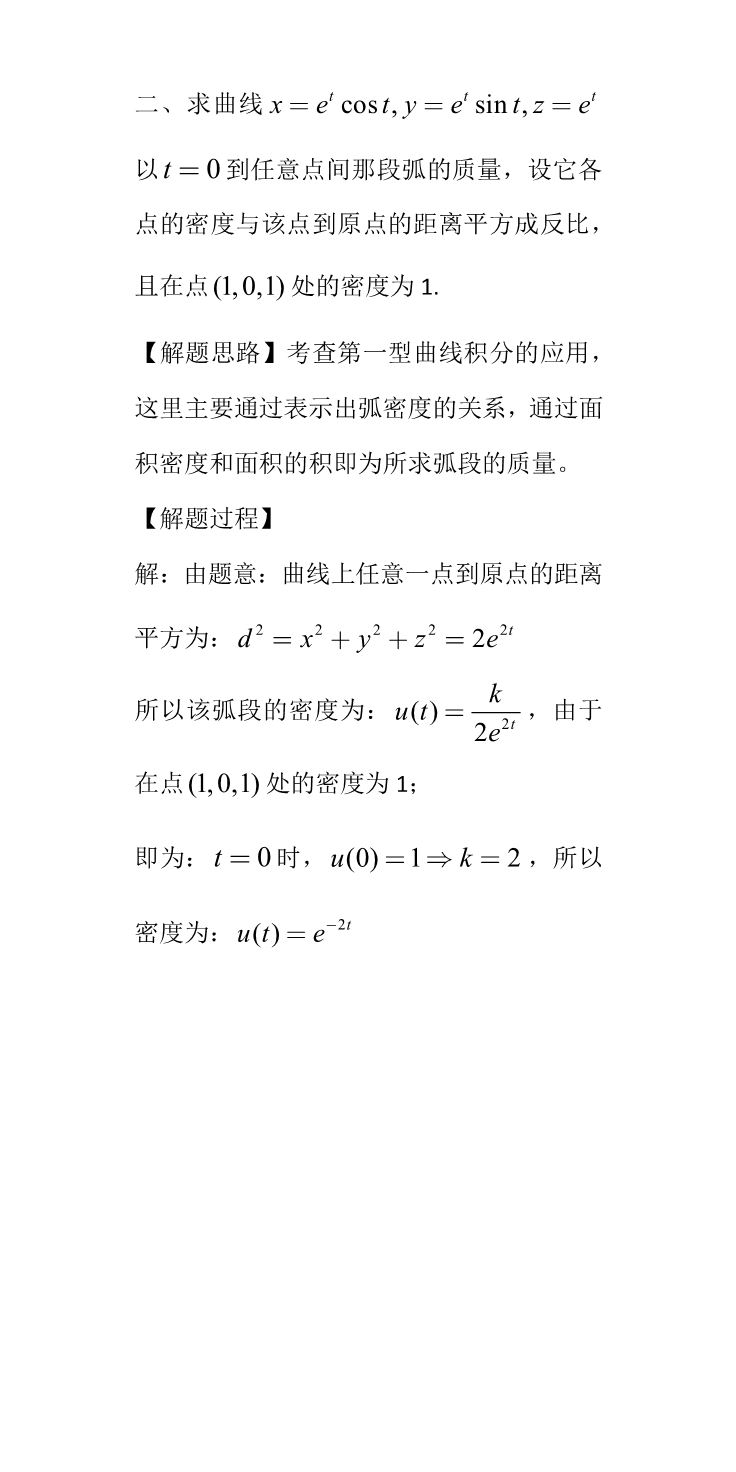 二、求曲线 x = e^t cos t, y = e^t sin t, z = e^t
以 t = 0 到任意点间那段弧的质量，设它各
点的密度与该点到原点的距离平方成反比，
且在点 (1,0,1) 处的密度为 1.
【解题思路】考查第一型曲线积分的应用，
这里主要通过表示出弧密度的关系，通过面
积密度和面积的积即为所求弧段的质量。
【解题过程】
解：由题意：曲线上任意一点到原点的距离
平方为：d² = x² + y² + z² = 2e^{2t}
所以该弧段的密度为：u(t) = k/(2e^{2t})，由于
在点 (1,0,1) 处的密度为 1；
即为：t = 0 时，u(0) = 1 ⇒ k = 2，所以
密度为：u(t) = e^{-2t}